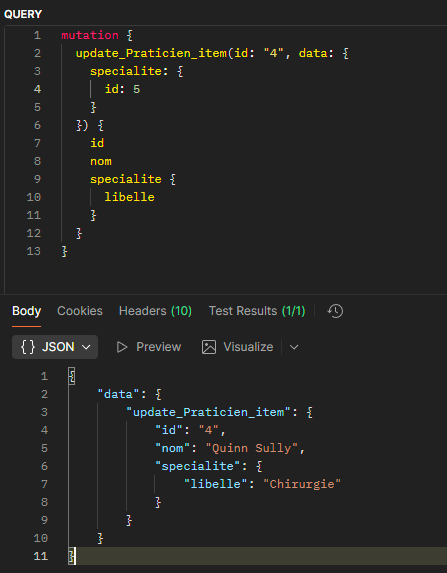 QUERY
1 mutation {
2 update_Praticien_item(id: "4", data: {
3 specialite: {
4 id: 5
5 }
6 }) {
7 id
8 nom
9 specialite {
10 libelle
11 }
12 }
13 }
Body Cookies Headers (10) Test Results (1/1)
{} JSON Preview Visualize
1 {
2 "data": {
3 "update_Praticien_item": {
4 "id": "4",
5 "nom": "Quinn Sully",
6 "specialite": {
7 "libelle": "Chirurgie"
8 }
9 }
10 }
11 }